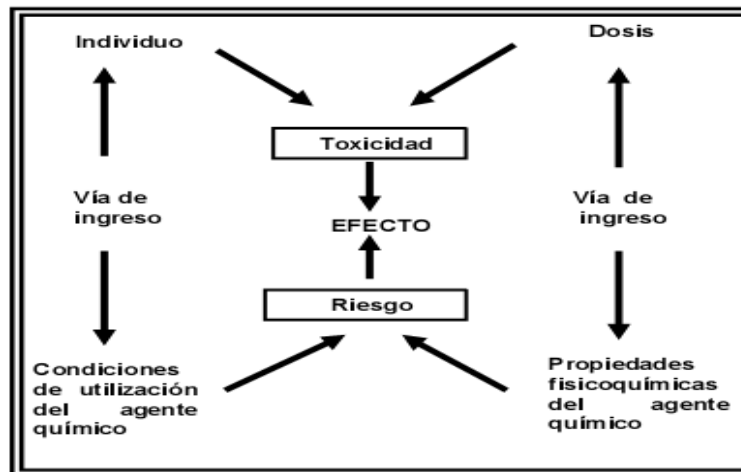 Individuo
Dosis
Toxicidad
Vía de
ingreso
EFECTO
Vía de
ingreso
Riesgo
Condiciones
de utilización
del agente
químico
Propiedades
fisicoquímicas
del agente
químico